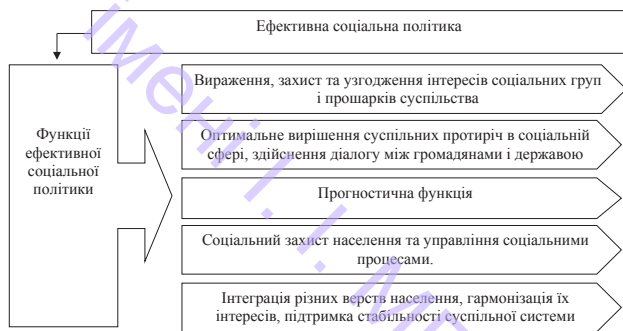 Ефективна соціальна політика
Функції
ефективної
соціальної
політики
Вираження, захист та узгодження інтересів соціальних груп
і прошарків суспільства
Оптимальне вирішення суспільних протиріч в соціальній
сфері, здійснення діалогу між громадянами і державою
Прогностична функція
Соціальний захист населення та управління соціальними
процесами.
Інтеграція різних верств населення, гармонізація їх
інтересів, підтримка стабільності суспільної системи
імені І. І.